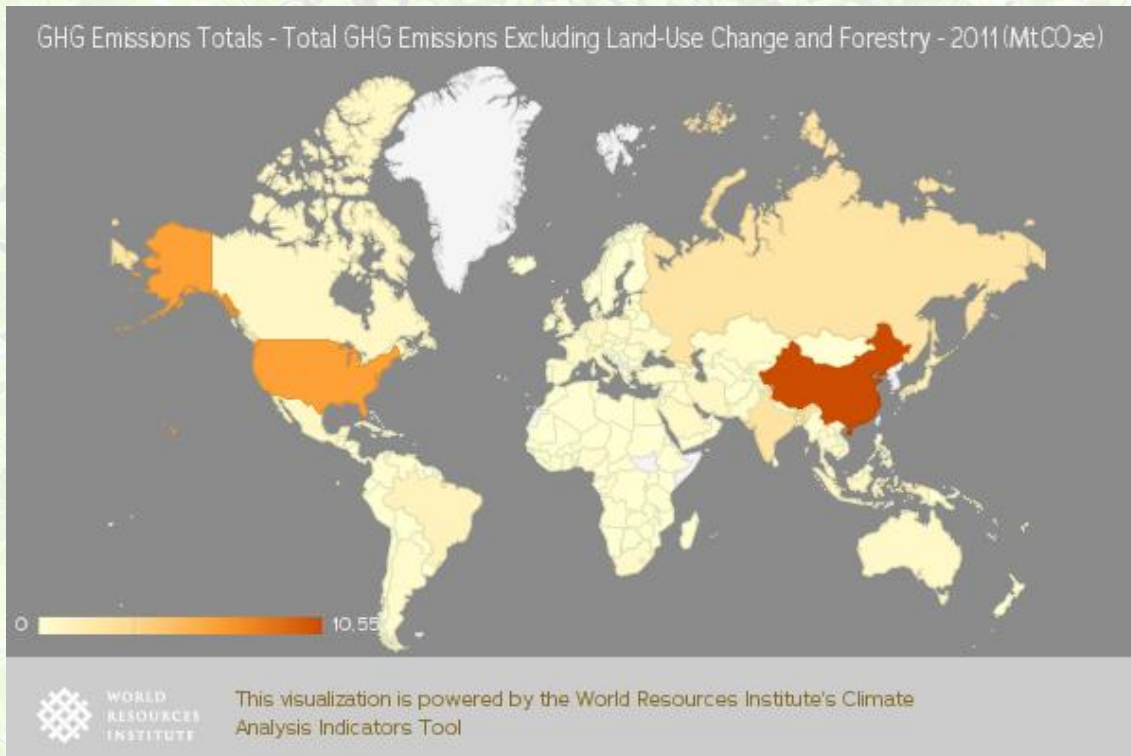 GHG Emissions Totals - Total GHG Emissions Excluding Land-Use Change and Forestry - 2011 (MtCO₂e)
0
10,55
WORLD
RESOURCES
INSTITUTE
This visualization is powered by the World Resources Institute's Climate
Analysis Indicators Tool